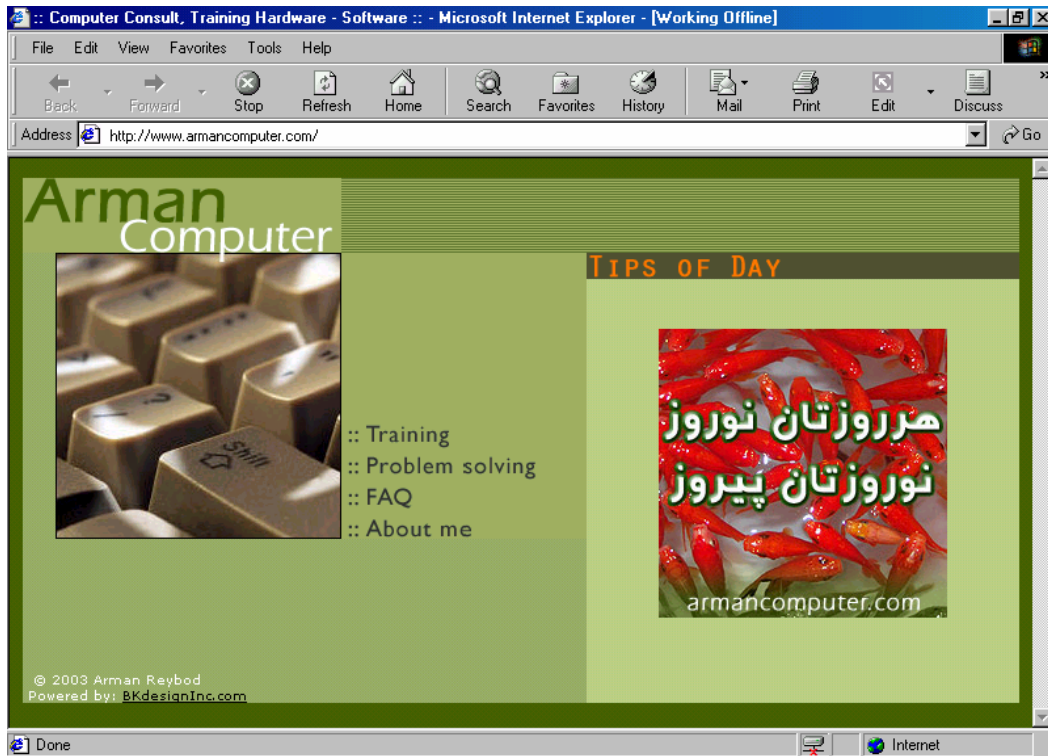 :: Computer Consult, Training Hardware - Software :: - Microsoft Internet Explorer - [Working Offline]
File Edit View Favorites Tools Help
Back Forward Stop Refresh Home Search Favorites History Mail Print Edit Discuss
Address http://www.armancomputer.com/ Go
Arman
Computer
Shift
:: Training
:: Problem solving
:: FAQ
:: About me
TIPS OF DAY
هرروزتان نوروز
نوروزتان پیروز
armancomputer.com
© 2003 Arman Reybod
Powered by: BKdesignInc.com
Done Internet